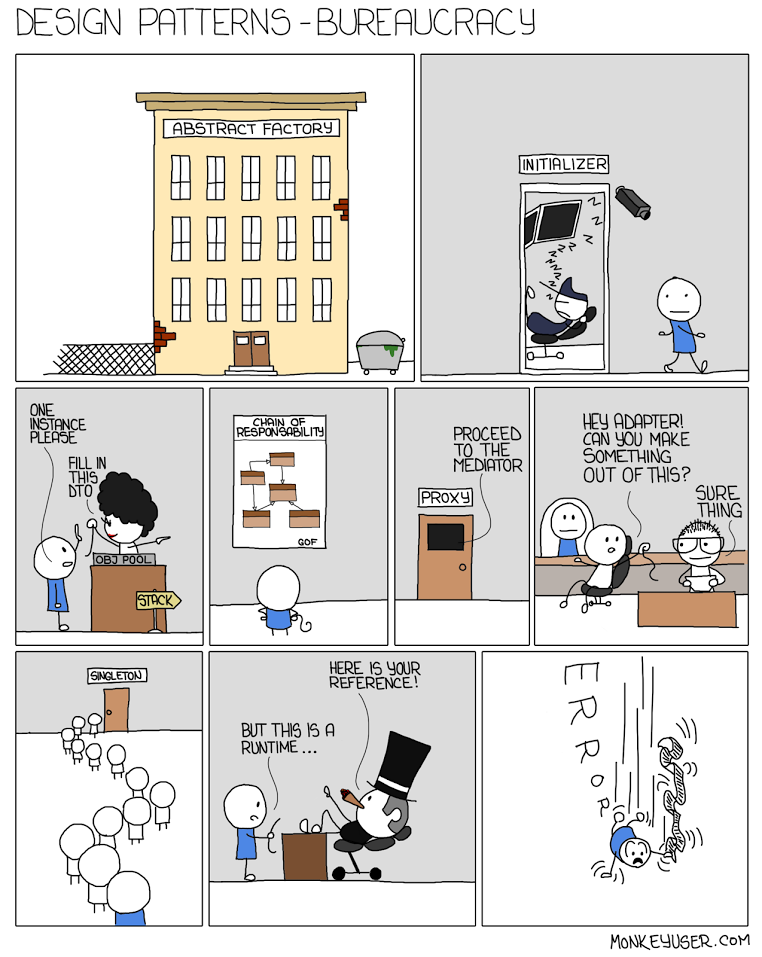 DESIGN PATTERNS - BUREAUCRACY
ABSTRACT FACTORY
INITIALIZER
Z Z Z Z Z Z Z Z Z Z Z
ONE
INSTANCE
PLEASE
FILL IN
THIS
DTO
OBJ POOL
STACK
CHAIN OF
RESPONSABILITY
GOF
PROCEED
TO THE
MEDIATOR
PROXY
HEY ADAPTER!
CAN YOU MAKE
SOMETHING
OUT OF THIS?
SURE
THING
SINGLETON
HERE IS YOUR
REFERENCE!
BUT THIS IS A
RUNTIME...
ERROR
MONKEYUSER.COM